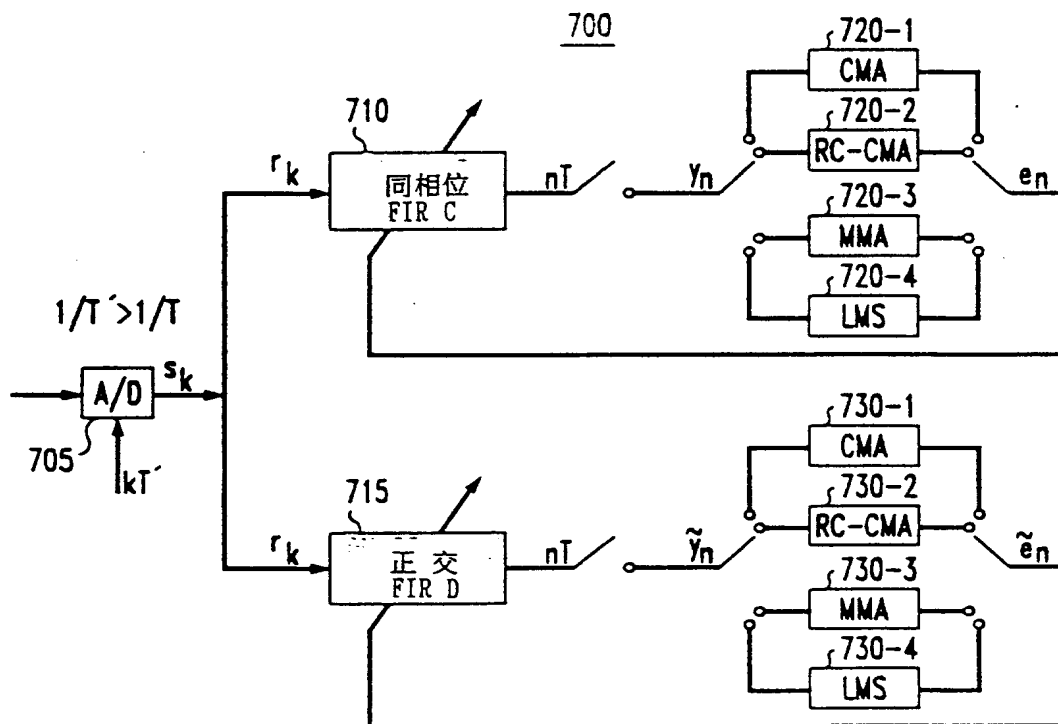 700
720-1
CMA
720-2
RC-CMA
720-3
MMA
720-4
LMS
710
r_k
同相位
FIR C
nT
y_n
e_n
1/T´>1/T
s_k
A/D
705
kT´
730-1
CMA
730-2
RC-CMA
730-3
MMA
730-4
LMS
715
r_k
正交
FIR D
nT
ỹ_n
ẽ_n